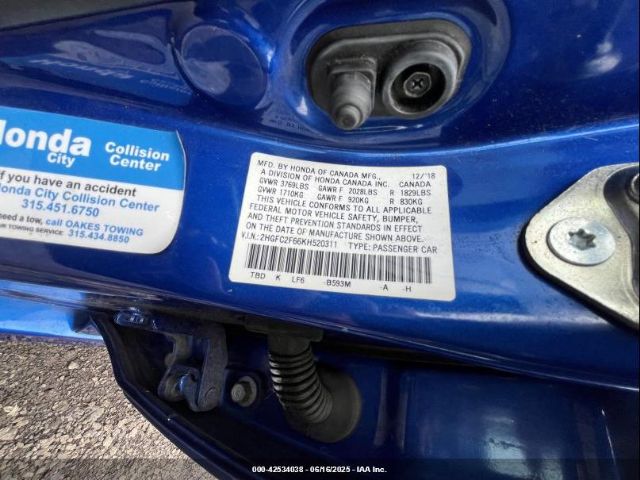 Honda
City
Collision
Center
if you have an accident
Honda City Collision Center
315.451.6750
need a tow, call OAKES TOWING
315.434.8850
MFD. BY HONDA OF CANADA MFG., 12/18
A DIVISION OF HONDA CANADA INC. CANADA
GVWR 3769LBS GAWR F 2028LBS R 1829LBS
GVWR 1710KG GAWR F 920KG R 830KG
THIS VEHICLE CONFORMS TO ALL APPLICABLE
FEDERAL MOTOR VEHICLE SAFETY, BUMPER,
AND THEFT PREVENTION STANDARDS IN EFFECT
ON THE DATE OF MANUFACTURE SHOWN ABOVE.
V.I.N.: 2HGFC2F66KH520311 TYPE: PASSENGER CAR
TBD K LF6 -B593M -A -H
000-42534038 - 06/16/2025 - IAA Inc.